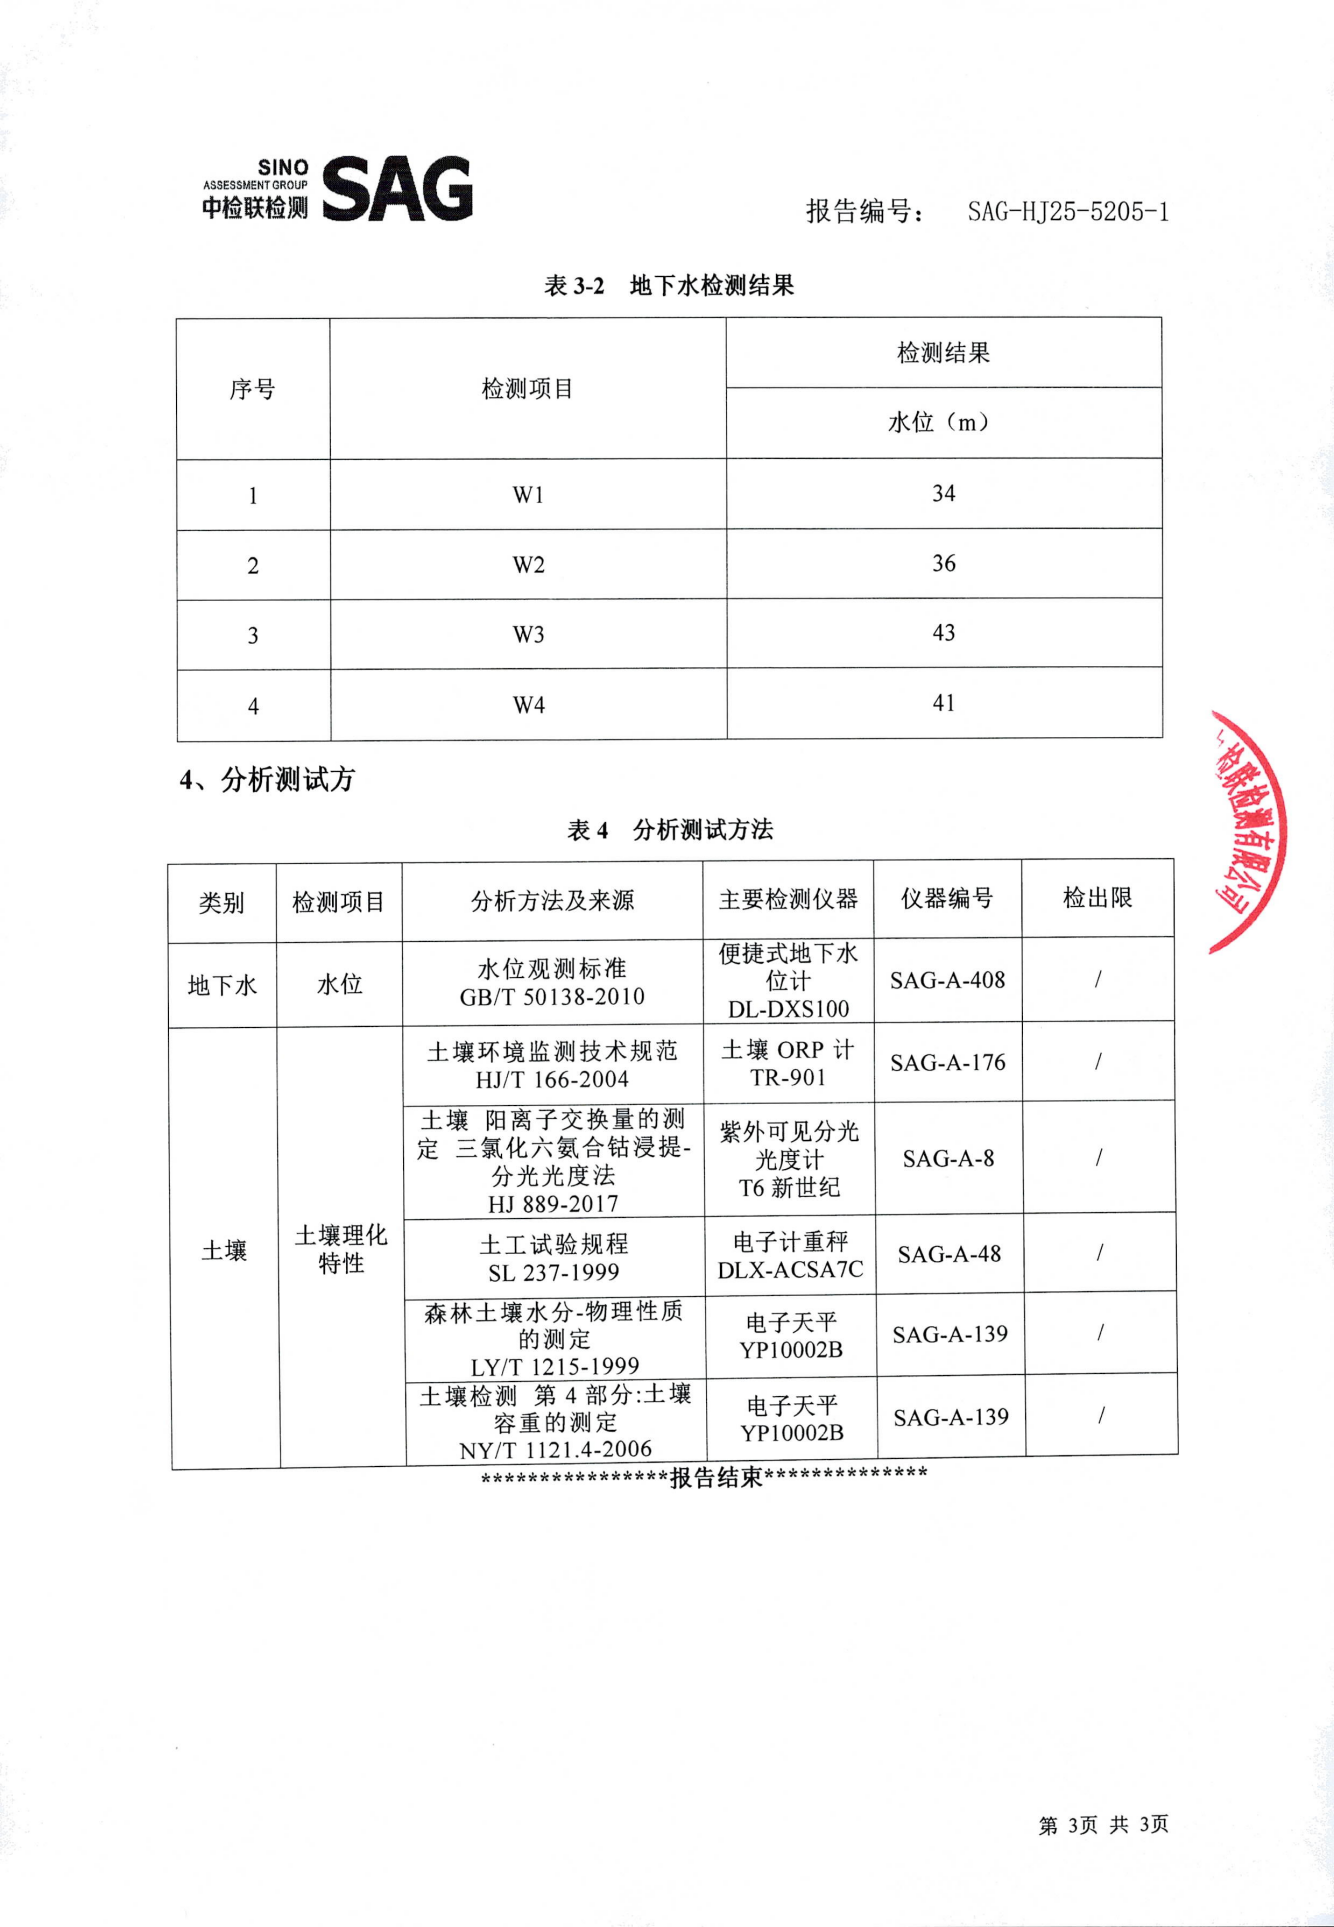 SINO
ASSESSMENT GROUP
中检联检测
SAG
报告编号： SAG-HJ25-5205-1
表 3-2 地下水检测结果
序号 检测项目 检测结果
水位（m）
1 W1 34
2 W2 36
3 W3 43
4 W4 41
4、分析测试方
表 4 分析测试方法
类别 检测项目 分析方法及来源 主要检测仪器 仪器编号 检出限
地下水 水位
水位观测标准
GB/T 50138-2010
便捷式地下水
位计
DL-DXS100
SAG-A-408 /
土壤
土壤理化
特性
土壤环境监测技术规范
HJ/T 166-2004
土壤 ORP 计
TR-901
SAG-A-176 /
土壤 阳离子交换量的测
定 三氯化六氨合钴浸提-
分光光度法
HJ 889-2017
紫外可见分光
光度计
T6 新世纪
SAG-A-8 /
土工试验规程
SL 237-1999
电子计重秤
DLX-ACSA7C
SAG-A-48 /
森林土壤水分-物理性质
的测定
LY/T 1215-1999
电子天平
YP10002B
SAG-A-139 /
土壤检测 第 4 部分:土壤
容重的测定
NY/T 1121.4-2006
电子天平
YP10002B
SAG-A-139 /
****************报告结束**************
检联检测有限公司
第 3页 共 3页